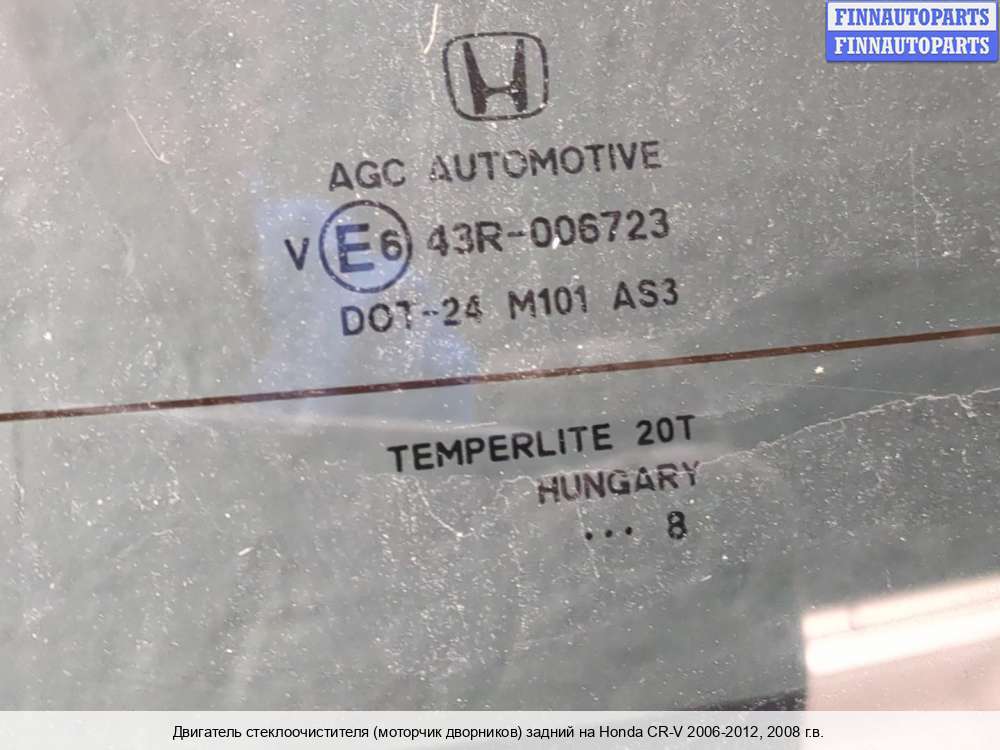 FINNAUTOPARTS
FINNAUTOPARTS
AGC AUTOMOTIVE
V E6 43R-006723
DOT-24 M101 AS3
TEMPERLITE 20T
HUNGARY
... 8
Двигатель стеклоочистителя (моторчик дворников) задний на Honda CR-V 2006-2012, 2008 г.в.